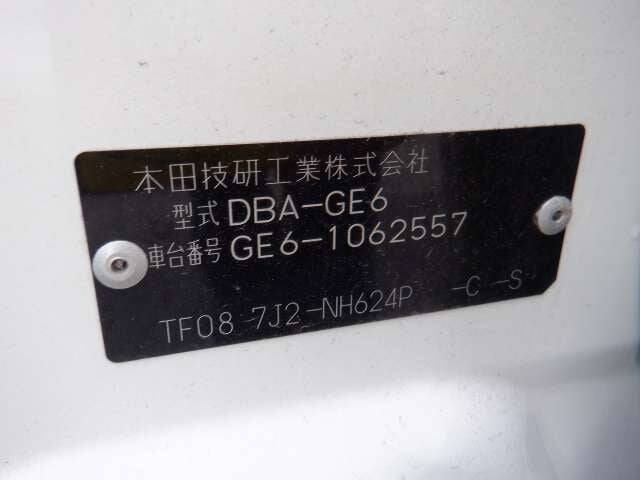 本田技研工業株式会社
型式 DBA-GE6
車台番号 GE6-1062557
TF08 7J2-NH624P -C -S